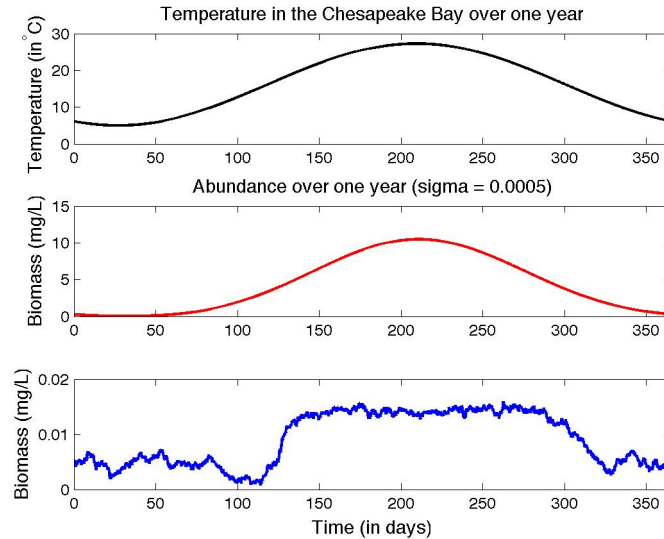 Temperature in the Chesapeake Bay over one year
Temperature (in°C)
30
20
10
0
0 50 100 150 200 250 300 350
Abundance over one year (sigma = 0.0005)
Biomass (mg/L)
15
10
5
0
0 50 100 150 200 250 300 350
Biomass (mg/L)
0.02
0.01
0
0 50 100 150 200 250 300 350
Time (in days)